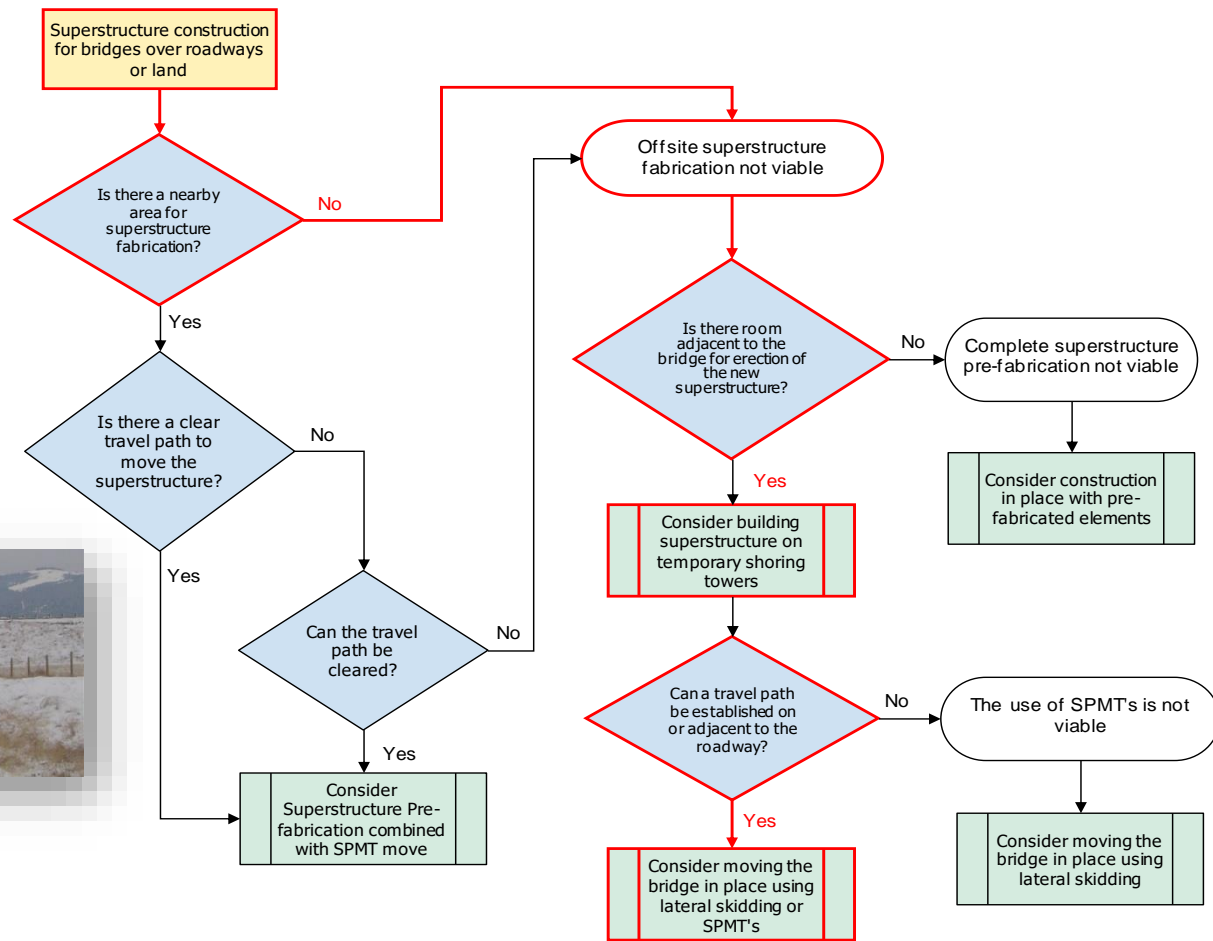 Superstructure construction
for bridges over roadways
or land
Is there a nearby
area for
superstructure
fabrication?
No
Yes
Offsite superstructure
fabrication not viable
Is there a clear
travel path to
move the
superstructure?
No
Yes
Can the travel
path be
cleared?
No
Yes
Consider
Superstructure Pre-
fabrication combined
with SPMT move
Is there room
adjacent to the
bridge for erection of
the new
superstructure?
No
Yes
Complete superstructure
pre-fabrication not viable
Consider construction
in place with pre-
fabricated elements
Consider building
superstructure on
temporary shoring
towers
Can a travel path
be established on
or adjacent to the
roadway?
No
Yes
The use of SPMT's is not
viable
Consider moving the
bridge in place using
lateral skidding
Consider moving the
bridge in place using
lateral skidding or
SPMT's